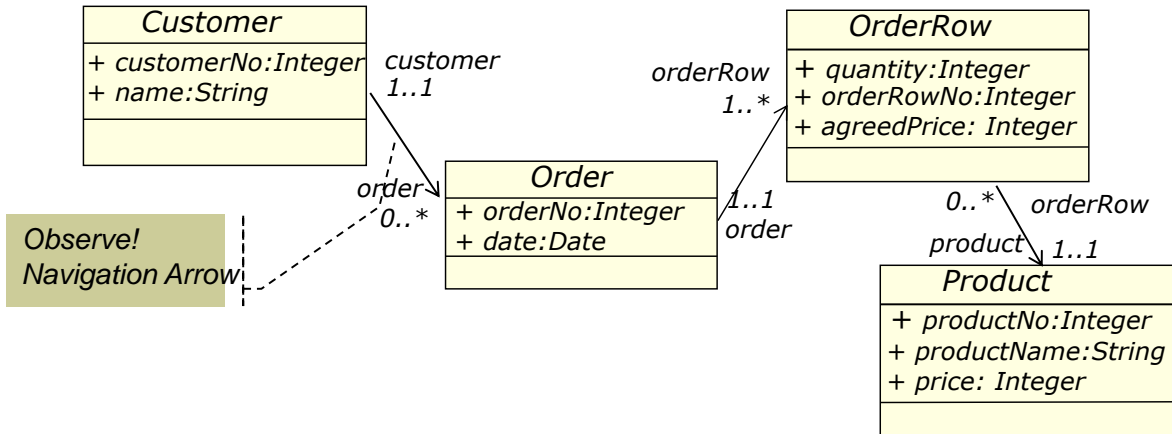 Customer
+ customerNo:Integer
+ name:String
customer
1..1
order
0..*
Observe!
Navigation Arrow
Order
+ orderNo:Integer
+ date:Date
orderRow
1..*
1..1
order
OrderRow
+ quantity:Integer
+ orderRowNo:Integer
+ agreedPrice: Integer
0..*
orderRow
product
1..1
Product
+ productNo:Integer
+ productName:String
+ price: Integer